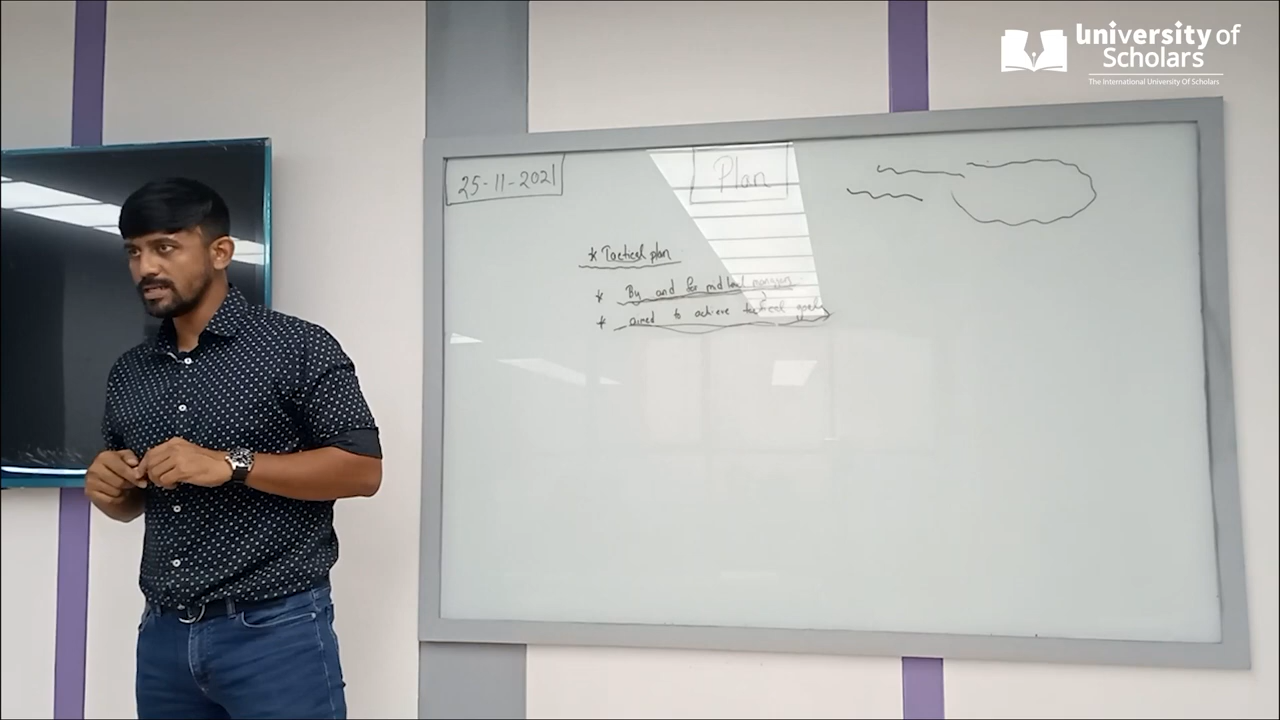 University of
Scholars
The International University Of Scholars
25-11-2021
Plan
* Tactical plan
* By and for mid level managers
* aimed to achieve tactical goals